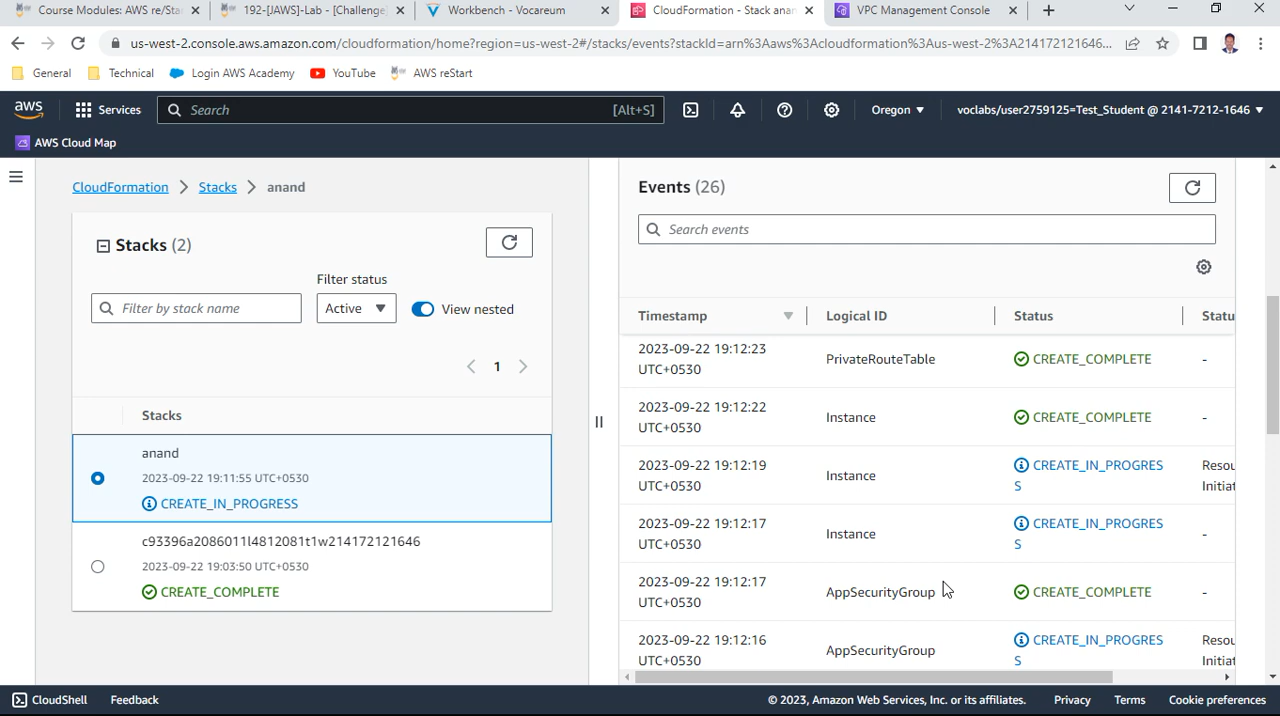 Course Modules: AWS re/Sta
192-[JAWS]-Lab - [Challenge
Workbench - Vocareum
CloudFormation - Stack anan
VPC Management Console
us-west-2.console.aws.amazon.com/cloudformation/home?region=us-west-2#/stacks/events?stackId=arn%3Aaws%3Acloudformation%3Aus-west-2%3A214172121646...
General
Technical
Login AWS Academy
YouTube
AWS reStart
aws
Services
Search
[Alt+S]
Oregon
voclabs/user2759125=Test_Student @ 2141-7212-1646
AWS Cloud Map
CloudFormation > Stacks > anand
Stacks (2)
Filter status
Filter by stack name
Active
View nested
1
Stacks
anand
2023-09-22 19:11:55 UTC+0530
CREATE_IN_PROGRESS
c93396a2086011l4812081t1w214172121646
2023-09-22 19:03:50 UTC+0530
CREATE_COMPLETE
Events (26)
Search events
Timestamp Logical ID Status Statu
2023-09-22 19:12:23
UTC+0530
PrivateRouteTable
CREATE_COMPLETE
-
2023-09-22 19:12:22
UTC+0530
Instance
CREATE_COMPLETE
-
2023-09-22 19:12:19
UTC+0530
Instance
CREATE_IN_PROGRES
S
Resou
Initiat
2023-09-22 19:12:17
UTC+0530
Instance
CREATE_IN_PROGRES
S
-
2023-09-22 19:12:17
UTC+0530
AppSecurityGroup
CREATE_COMPLETE
-
2023-09-22 19:12:16
UTC+0530
AppSecurityGroup
CREATE_IN_PROGRES
S
Resou
Initiat
CloudShell
Feedback
© 2023, Amazon Web Services, Inc. or its affiliates.
Privacy
Terms
Cookie preferences